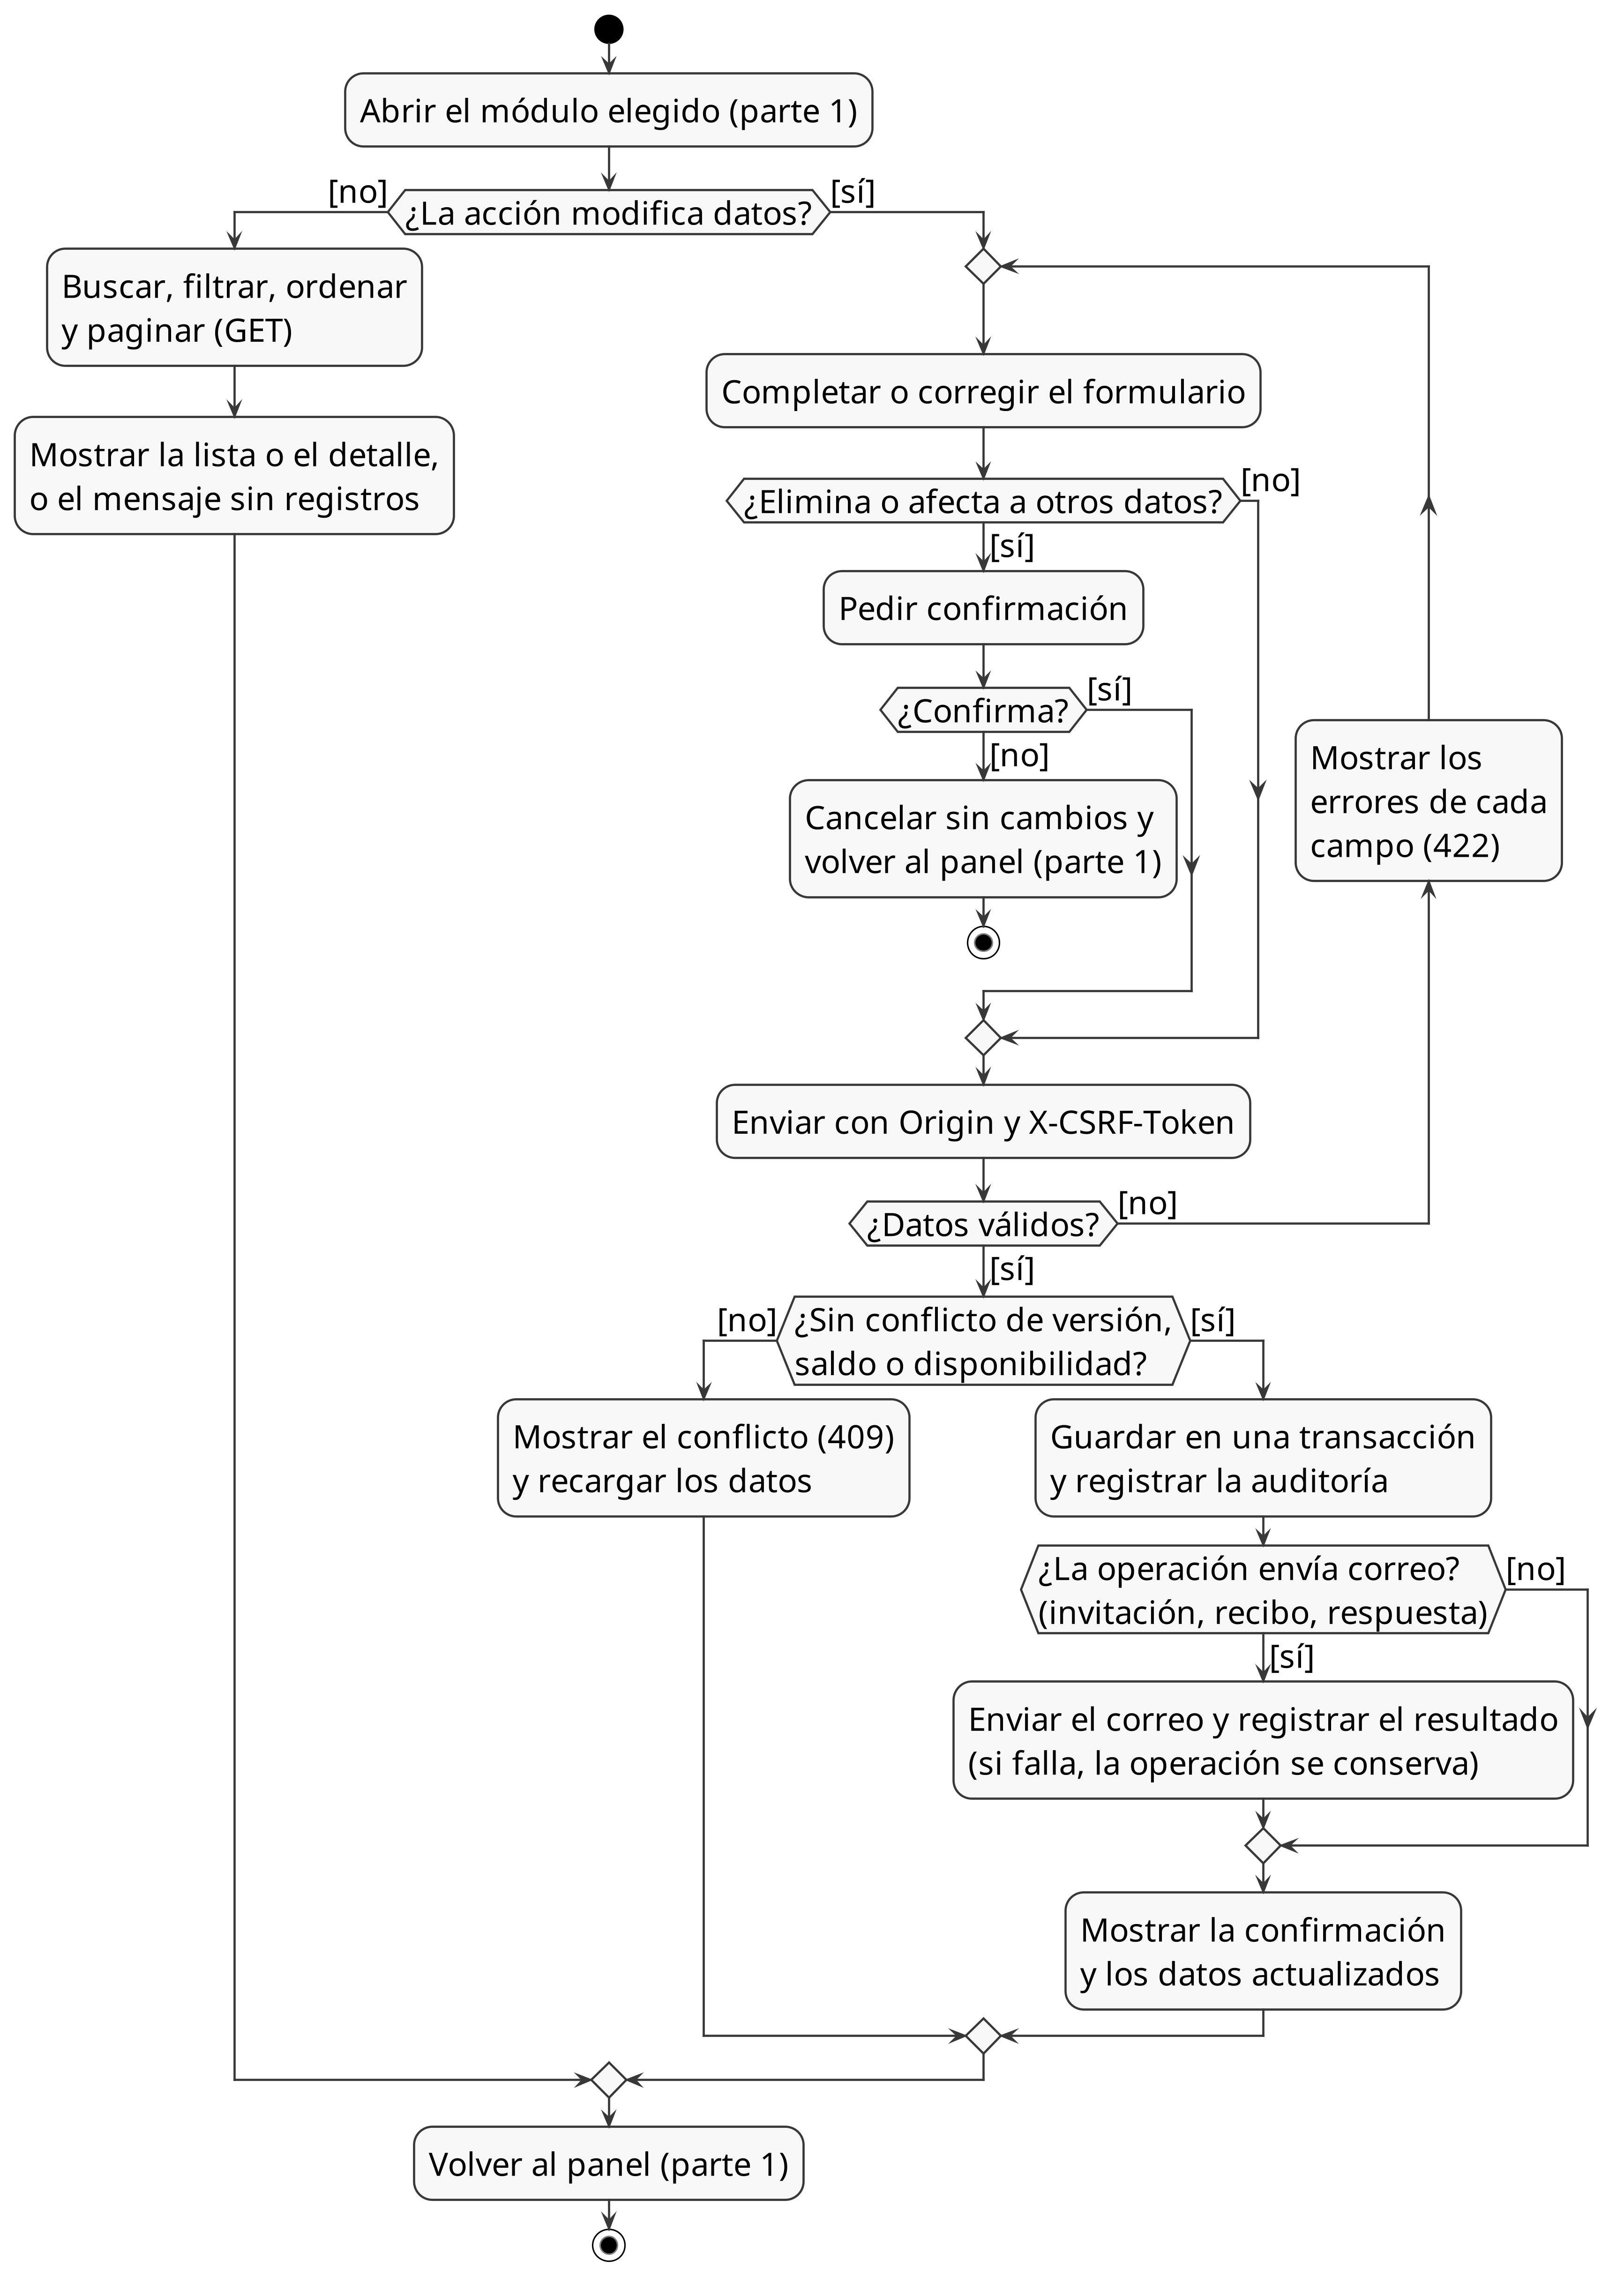 Abrir el módulo elegido (parte 1)
[no]
¿La acción modifica datos?
[sí]
Buscar, filtrar, ordenar
y paginar (GET)
Mostrar la lista o el detalle,
o el mensaje sin registros
Completar o corregir el formulario
¿Elimina o afecta a otros datos?
[no]
[sí]
Pedir confirmación
¿Confirma?
[sí]
[no]
Cancelar sin cambios y
volver al panel (parte 1)
Mostrar los
errores de cada
campo (422)
Enviar con Origin y X-CSRF-Token
¿Datos válidos?
[no]
[sí]
[no]
¿Sin conflicto de versión,
saldo o disponibilidad?
[sí]
Mostrar el conflicto (409)
y recargar los datos
Guardar en una transacción
y registrar la auditoría
¿La operación envía correo?
(invitación, recibo, respuesta)
[no]
[sí]
Enviar el correo y registrar el resultado
(si falla, la operación se conserva)
Mostrar la confirmación
y los datos actualizados
Volver al panel (parte 1)